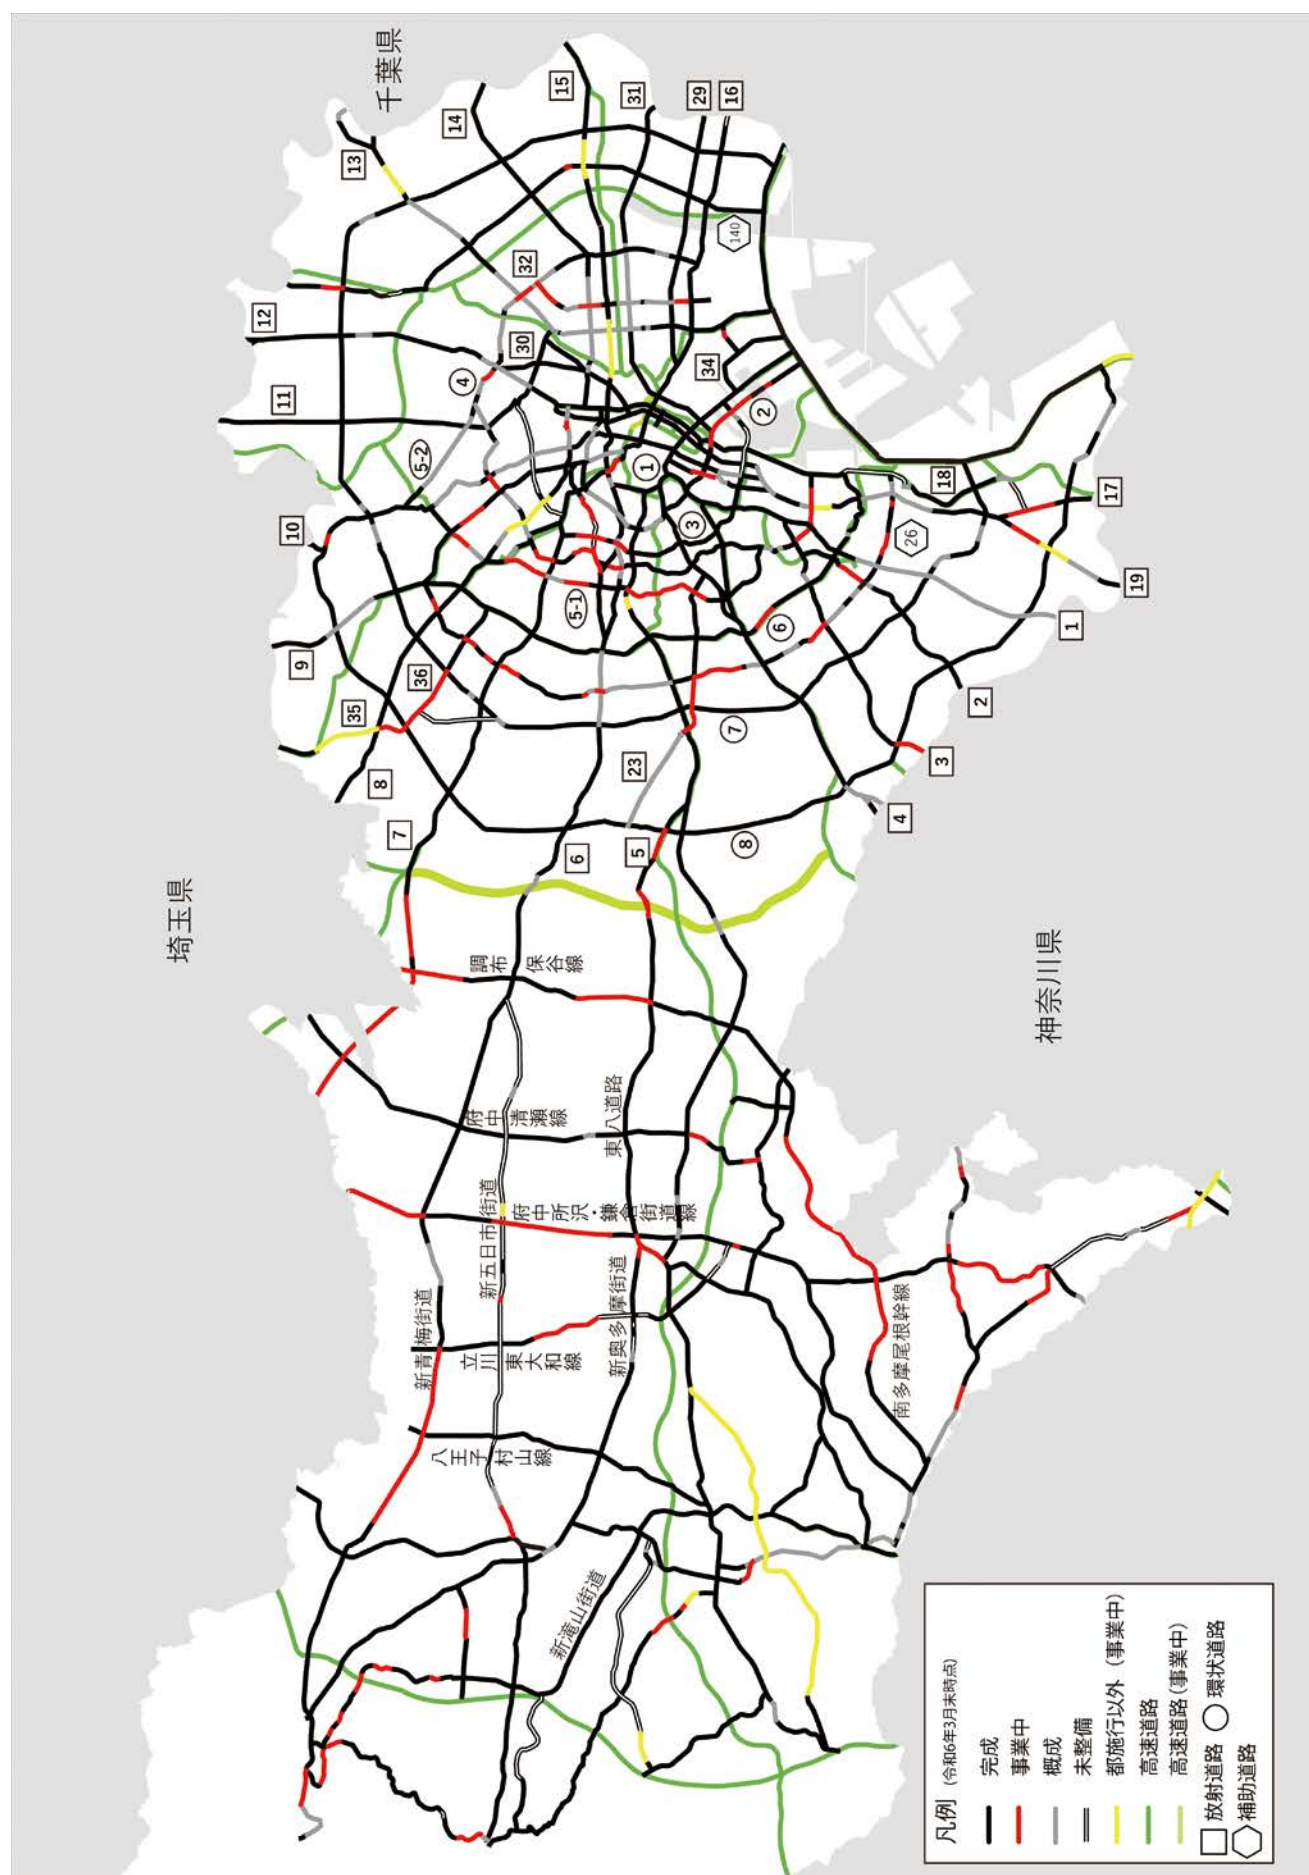 埼玉県
千葉県
神奈川県
13
14
15
31
29
16
140
12
32
11
30
34
4
2
5-2
1
10
3
18
17
26
19
5-1
6
1
9
36
2
35
23
7
3
8
4
7
6
5
8
調布
保谷線
府中
清瀬線
東八道路
新五日市街道
府中所沢・鎌倉街道線
新青梅街道
立川
東大和線
新奥多摩街道
南多摩尾根幹線
八王子
村山線
新滝山街道
凡例 (令和6年3月末時点)
完成
事業中
概成
未整備
都施行以外(事業中)
高速道路
高速道路(事業中)
放射道路 環状道路
補助道路